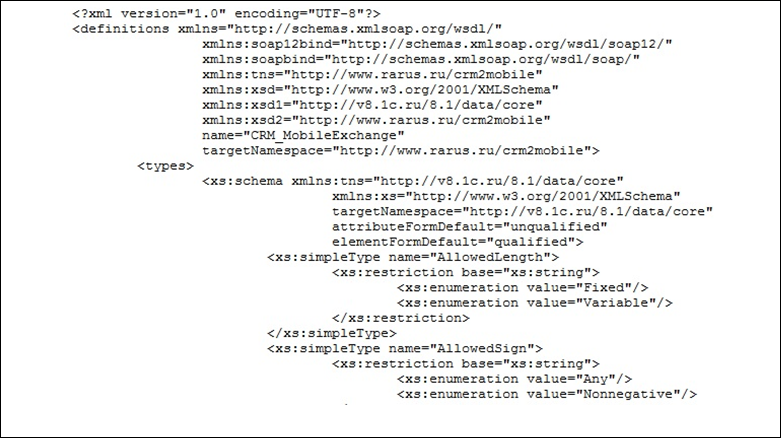 <?xml version="1.0" encoding="UTF-8"?>
<definitions xmlns="http://schemas.xmlsoap.org/wsdl/"
xmlns:soap12bind="http://schemas.xmlsoap.org/wsdl/soap12/"
xmlns:soapbind="http://schemas.xmlsoap.org/wsdl/soap/"
xmlns:tns="http://www.rarus.ru/crm2mobile"
xmlns:xsd="http://www.w3.org/2001/XMLSchema"
xmlns:xsd1="http://v8.1c.ru/8.1/data/core"
xmlns:xsd2="http://www.rarus.ru/crm2mobile"
name="CRM_MobileExchange"
targetNamespace="http://www.rarus.ru/crm2mobile">
<types>
<xs:schema xmlns:tns="http://v8.1c.ru/8.1/data/core"
xmlns:xs="http://www.w3.org/2001/XMLSchema"
targetNamespace="http://v8.1c.ru/8.1/data/core"
attributeFormDefault="unqualified"
elementFormDefault="qualified">
<xs:simpleType name="AllowedLength">
<xs:restriction base="xs:string">
<xs:enumeration value="Fixed"/>
<xs:enumeration value="Variable"/>
</xs:restriction>
</xs:simpleType>
<xs:simpleType name="AllowedSign">
<xs:restriction base="xs:string">
<xs:enumeration value="Any"/>
<xs:enumeration value="Nonnegative"/>